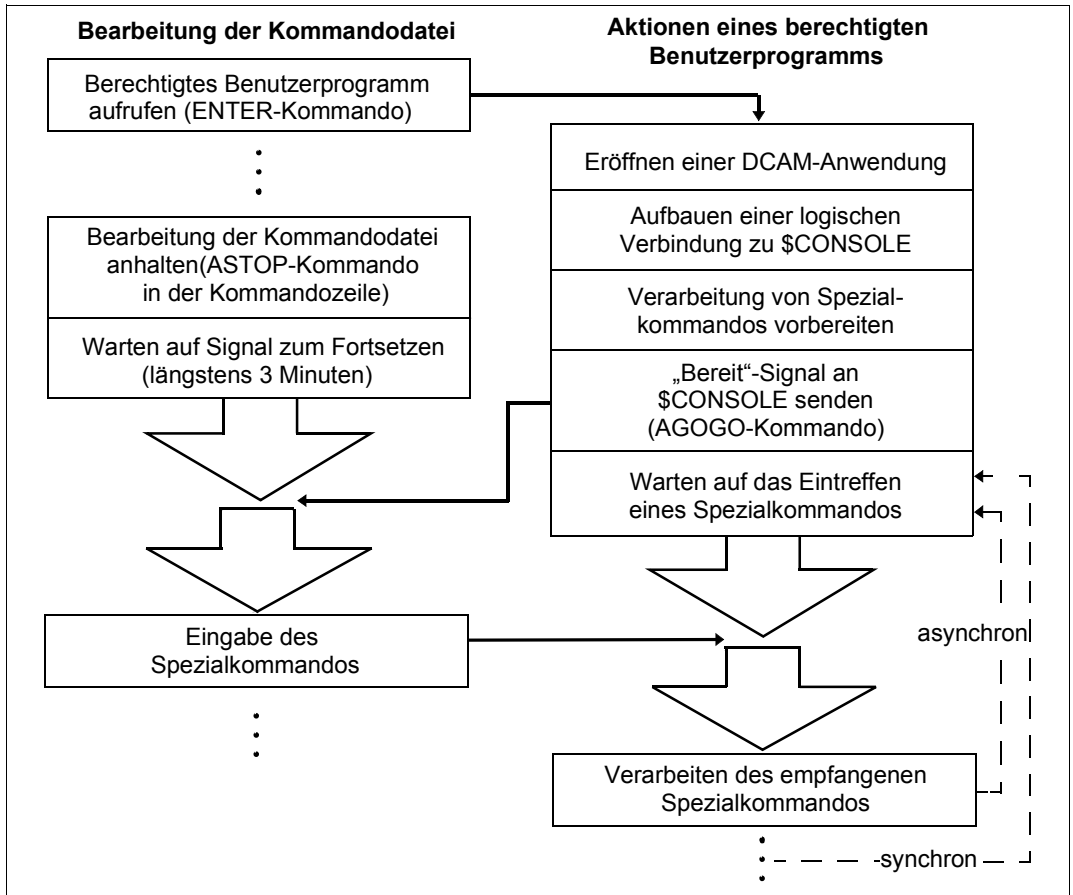 Bearbeitung der Kommandodatei
Berechtigtes Benutzerprogramm
aufrufen (ENTER-Kommando)
Bearbeitung der Kommandodatei
anhalten(ASTOP-Kommando
in der Kommandozeile)
Warten auf Signal zum Fortsetzen
(längstens 3 Minuten)
Eingabe des
Spezialkommandos
Aktionen eines berechtigten
Benutzerprogramms
Eröffnen einer DCAM-Anwendung
Aufbauen einer logischen
Verbindung zu $CONSOLE
Verarbeitung von Spezial-
kommandos vorbereiten
„Bereit“-Signal an
$CONSOLE senden
(AGOGO-Kommando)
Warten auf das Eintreffen
eines Spezialkommandos
asynchron
Verarbeiten des empfangenen
Spezialkommandos
synchron